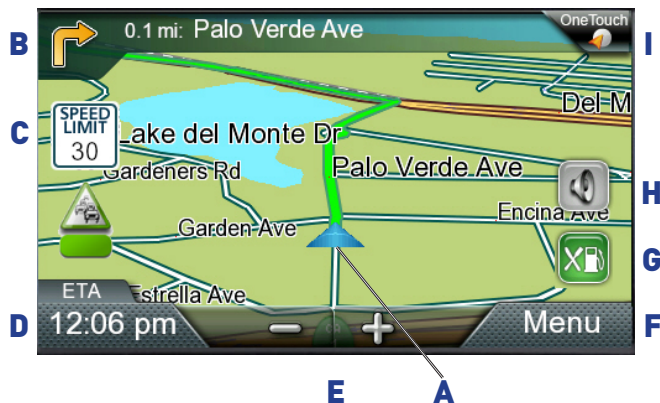 B
0.1 mi: Palo Verde Ave
OneTouch
I
C
SPEED
LIMIT
30
Lake del Monte Dr
Del M
Gardeners Rd
Palo Verde Ave
H
Encina Ave
Garden Ave
G
ETA
Estrella Ave
D
12:06 pm
Menu
F
E
A